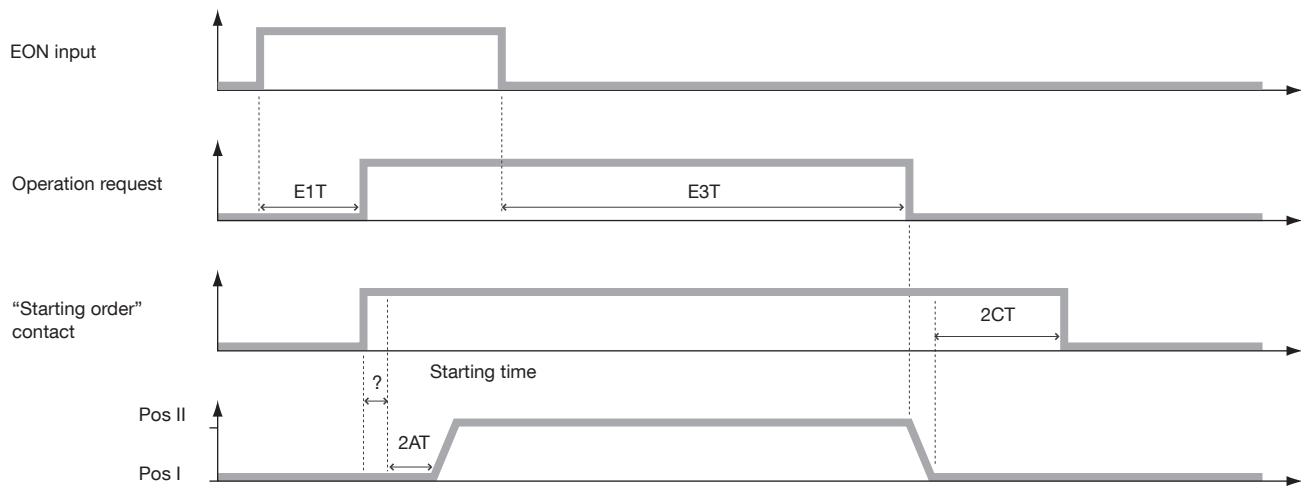 EON input
Operation request
E1T
E3T
“Starting order”
contact
2CT
Starting time
?
Pos II
2AT
Pos I